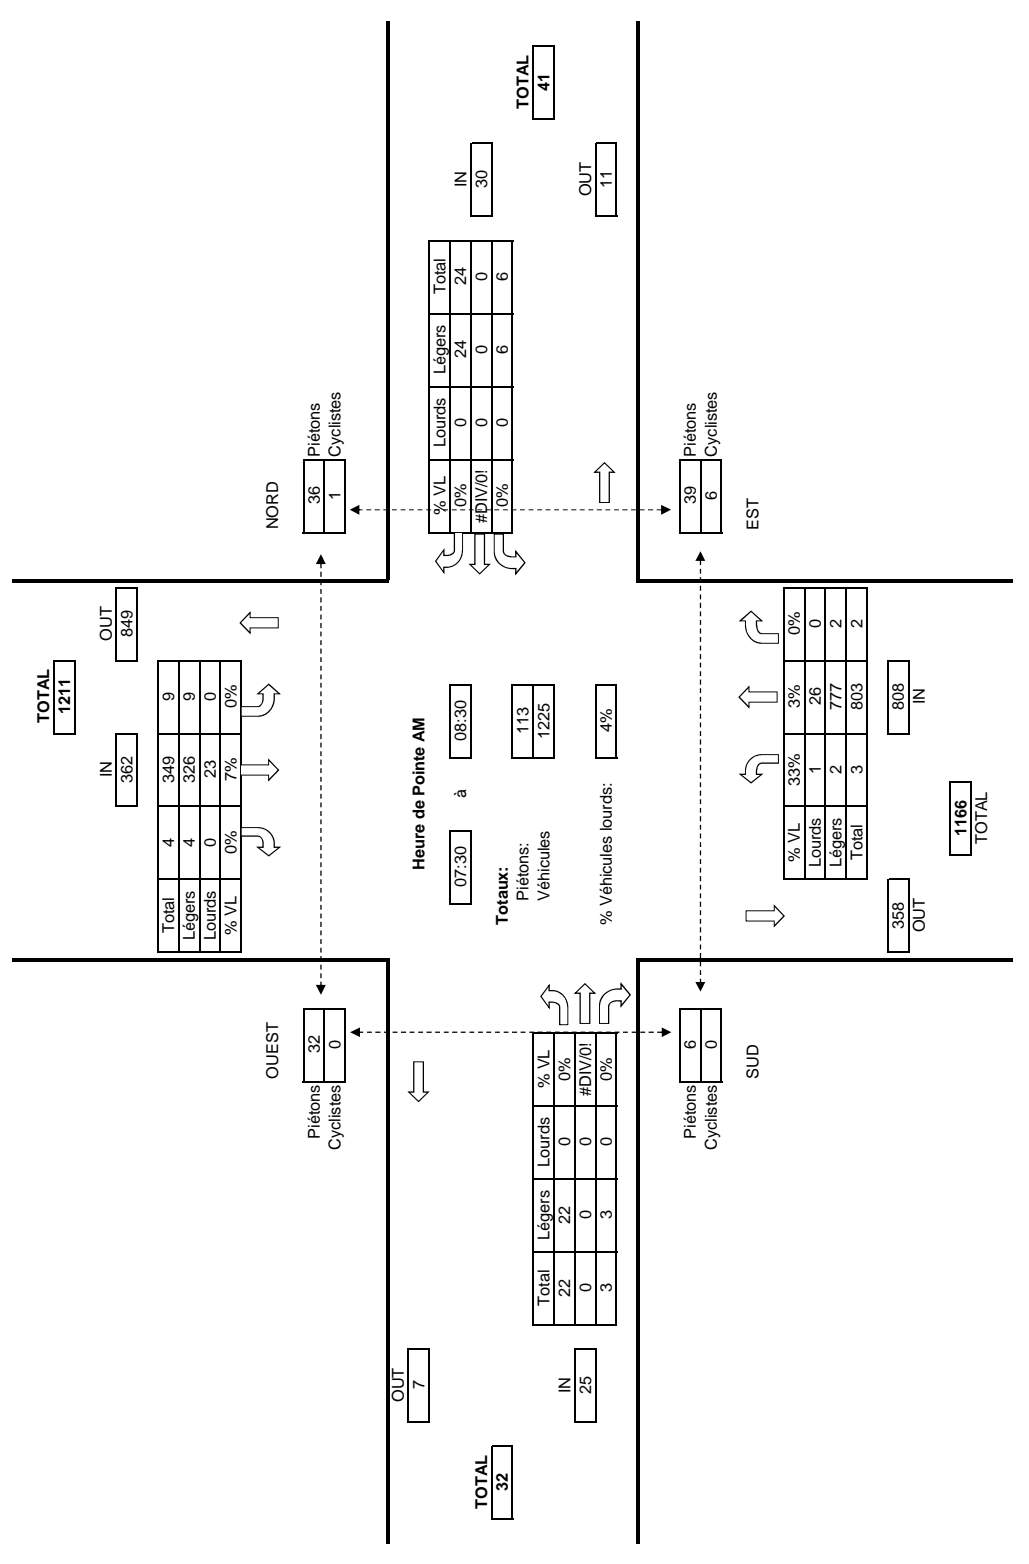 TOTAL
1211
IN
362
OUT
849
Total 4 349 9
Légers 4 326 9
Lourds 0 23 0
% VL 0% 7% 0%
OUEST
Piétons 32
Cyclistes 0
NORD
36 Piétons
1 Cyclistes
OUT
7
TOTAL
32
IN
25
Total Légers Lourds % VL
22 22 0 0%
0 0 0 #DIV/0!
3 3 0 0%
Heure de Pointe AM
07:30 à 08:30
Totaux:
Piétons: 113
Véhicules 1225
% Véhicules lourds: 4%
% VL Lourds Légers Total
0% 0 24 24
#DIV/0! 0 0 0
0% 0 6 6
IN
30
TOTAL
41
OUT
11
Piétons 6
Cyclistes 0
SUD
39 Piétons
6 Cyclistes
EST
% VL 33% 3% 0%
Lourds 1 26 0
Légers 2 777 2
Total 3 803 2
358
OUT
808
IN
1166
TOTAL